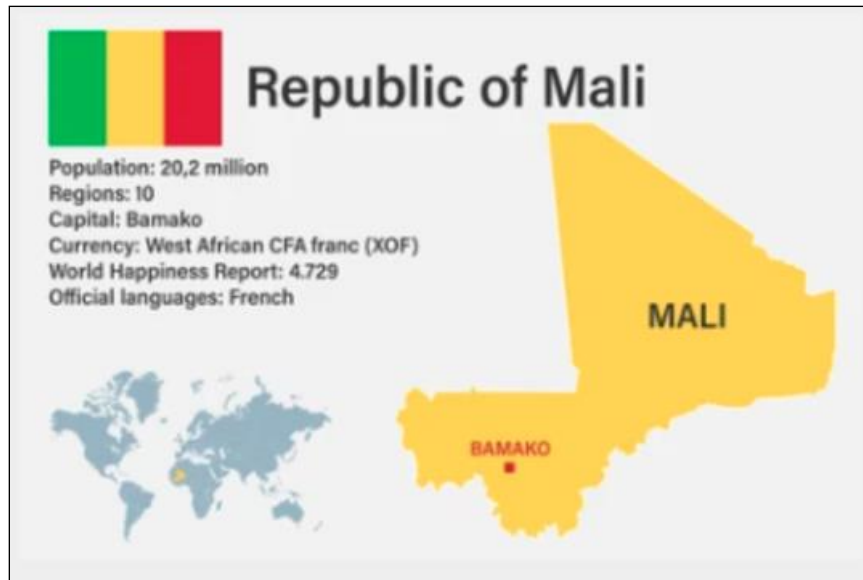 Republic of Mali
Population: 20,2 million
Regions: 10
Capital: Bamako
Currency: West African CFA franc (XOF)
World Happiness Report: 4.729
Official languages: French
MALI
BAMAKO